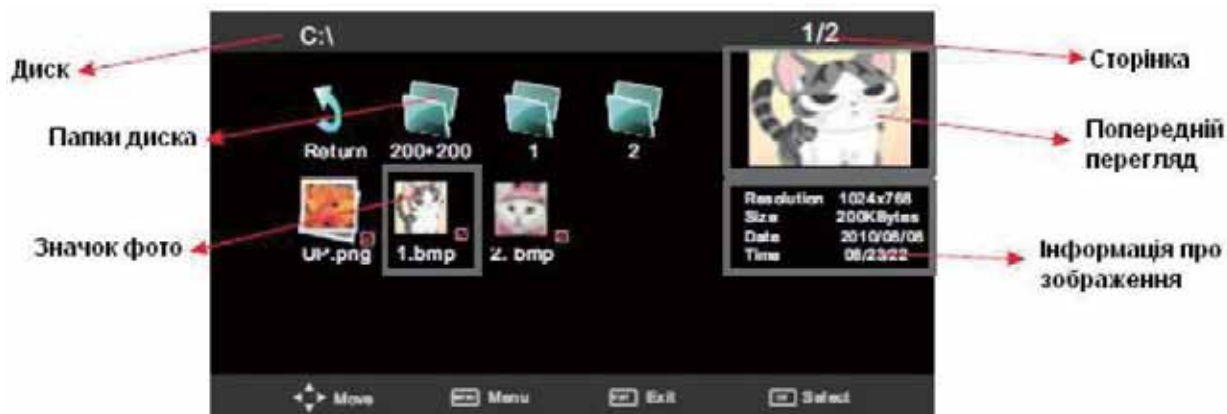 C:\ 1/2
Диск
Сторінка
Папки диска
Return 200*200 1 2
Попередній
перегляд
Resolution 1024x768
Size 200KBytes
Date 2010/08/08
Time 08/23/22
Значок фото
UP.png 1.bmp 2. bmp
Інформація про
зображення
Move Menu Exit Select